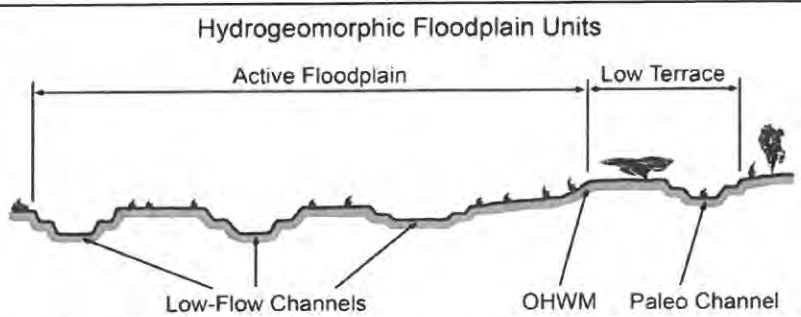 Hydrogeomorphic Floodplain Units
Active Floodplain
Low Terrace
Low-Flow Channels
OHWM
Paleo Channel